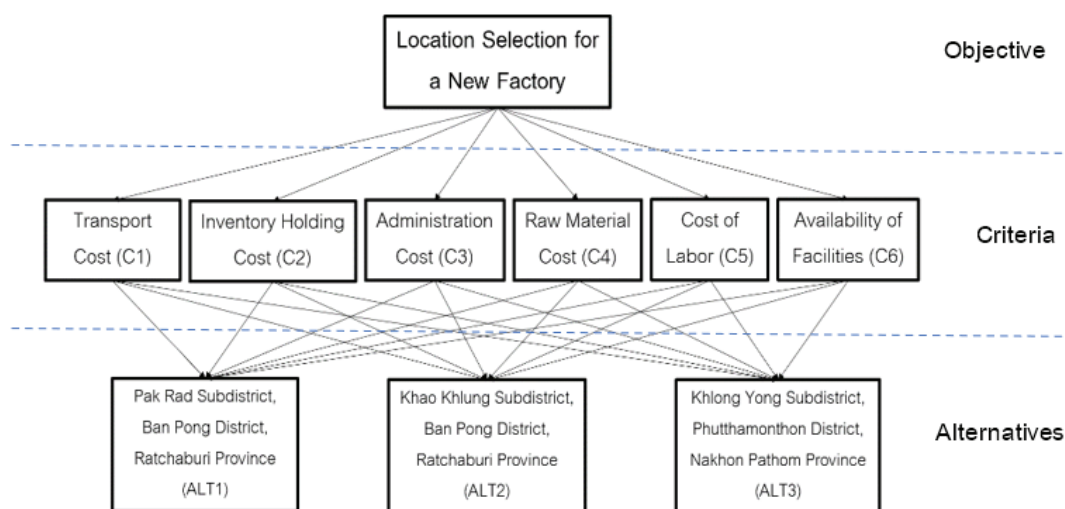 Location Selection for
a New Factory
Objective
Transport
Cost (C1)
Inventory Holding
Cost (C2)
Administration
Cost (C3)
Raw Material
Cost (C4)
Cost of
Labor (C5)
Availability of
Facilities (C6)
Criteria
Pak Rad Subdistrict,
Ban Pong District,
Ratchaburi Province
(ALT1)
Khao Khlung Subdistrict,
Ban Pong District,
Ratchaburi Province
(ALT2)
Khlong Yong Subdistrict,
Phutthamonthon District,
Nakhon Pathom Province
(ALT3)
Alternatives